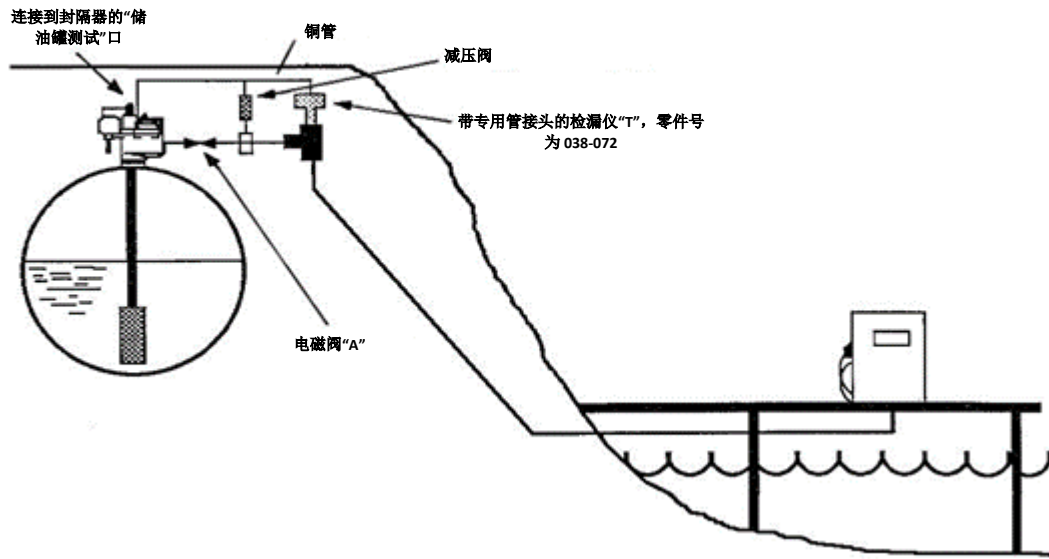 连接到封隔器的“储
油罐测试”口
铜管
减压阀
带专用管接头的检漏仪“T”，零件号
为 038-072
电磁阀“A”